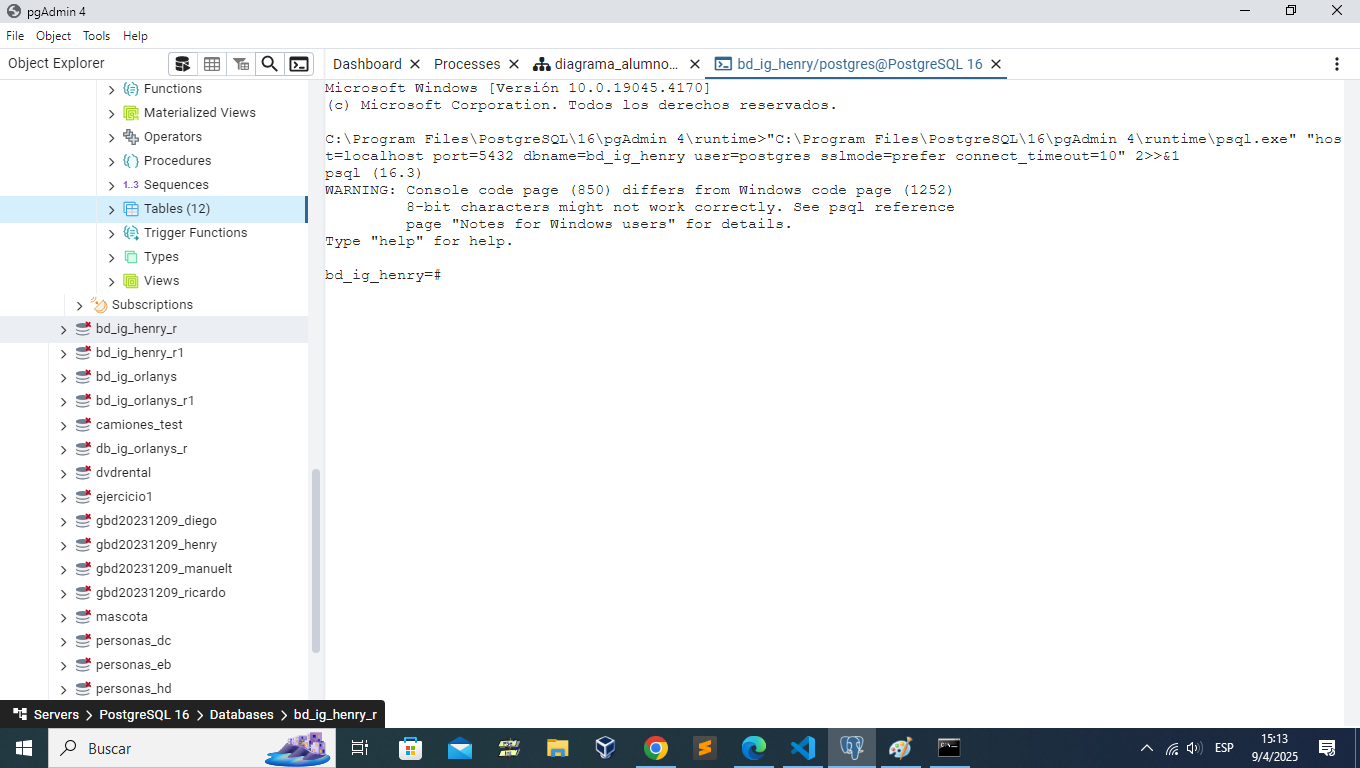 pgAdmin 4
File Object Tools Help
Object Explorer
Dashboard Processes diagrama_alumno... bd_ig_henry/postgres@PostgreSQL 16
Functions
Materialized Views
Operators
Procedures
1..3 Sequences
Tables (12)
Trigger Functions
Types
Views
Subscriptions
bd_ig_henry_r
bd_ig_henry_r1
bd_ig_orlanys
bd_ig_orlanys_r1
camiones_test
db_ig_orlanys_r
dvdrental
ejercicio1
gbd20231209_diego
gbd20231209_henry
gbd20231209_manuelt
gbd20231209_ricardo
mascota
personas_dc
personas_eb
personas_hd
Servers PostgreSQL 16 Databases bd_ig_henry_r
Microsoft Windows [Versión 10.0.19045.4170]
(c) Microsoft Corporation. Todos los derechos reservados.
C:\Program Files\PostgreSQL\16\pgAdmin 4\runtime>"C:\Program Files\PostgreSQL\16\pgAdmin 4\runtime\psql.exe" "hos
t=localhost port=5432 dbname=bd_ig_henry user=postgres sslmode=prefer connect_timeout=10" 2>>&1
psql (16.3)
WARNING: Console code page (850) differs from Windows code page (1252)
8-bit characters might not work correctly. See psql reference
page "Notes for Windows users" for details.
Type "help" for help.
bd_ig_henry=#
Buscar
ESP
15:13
9/4/2025